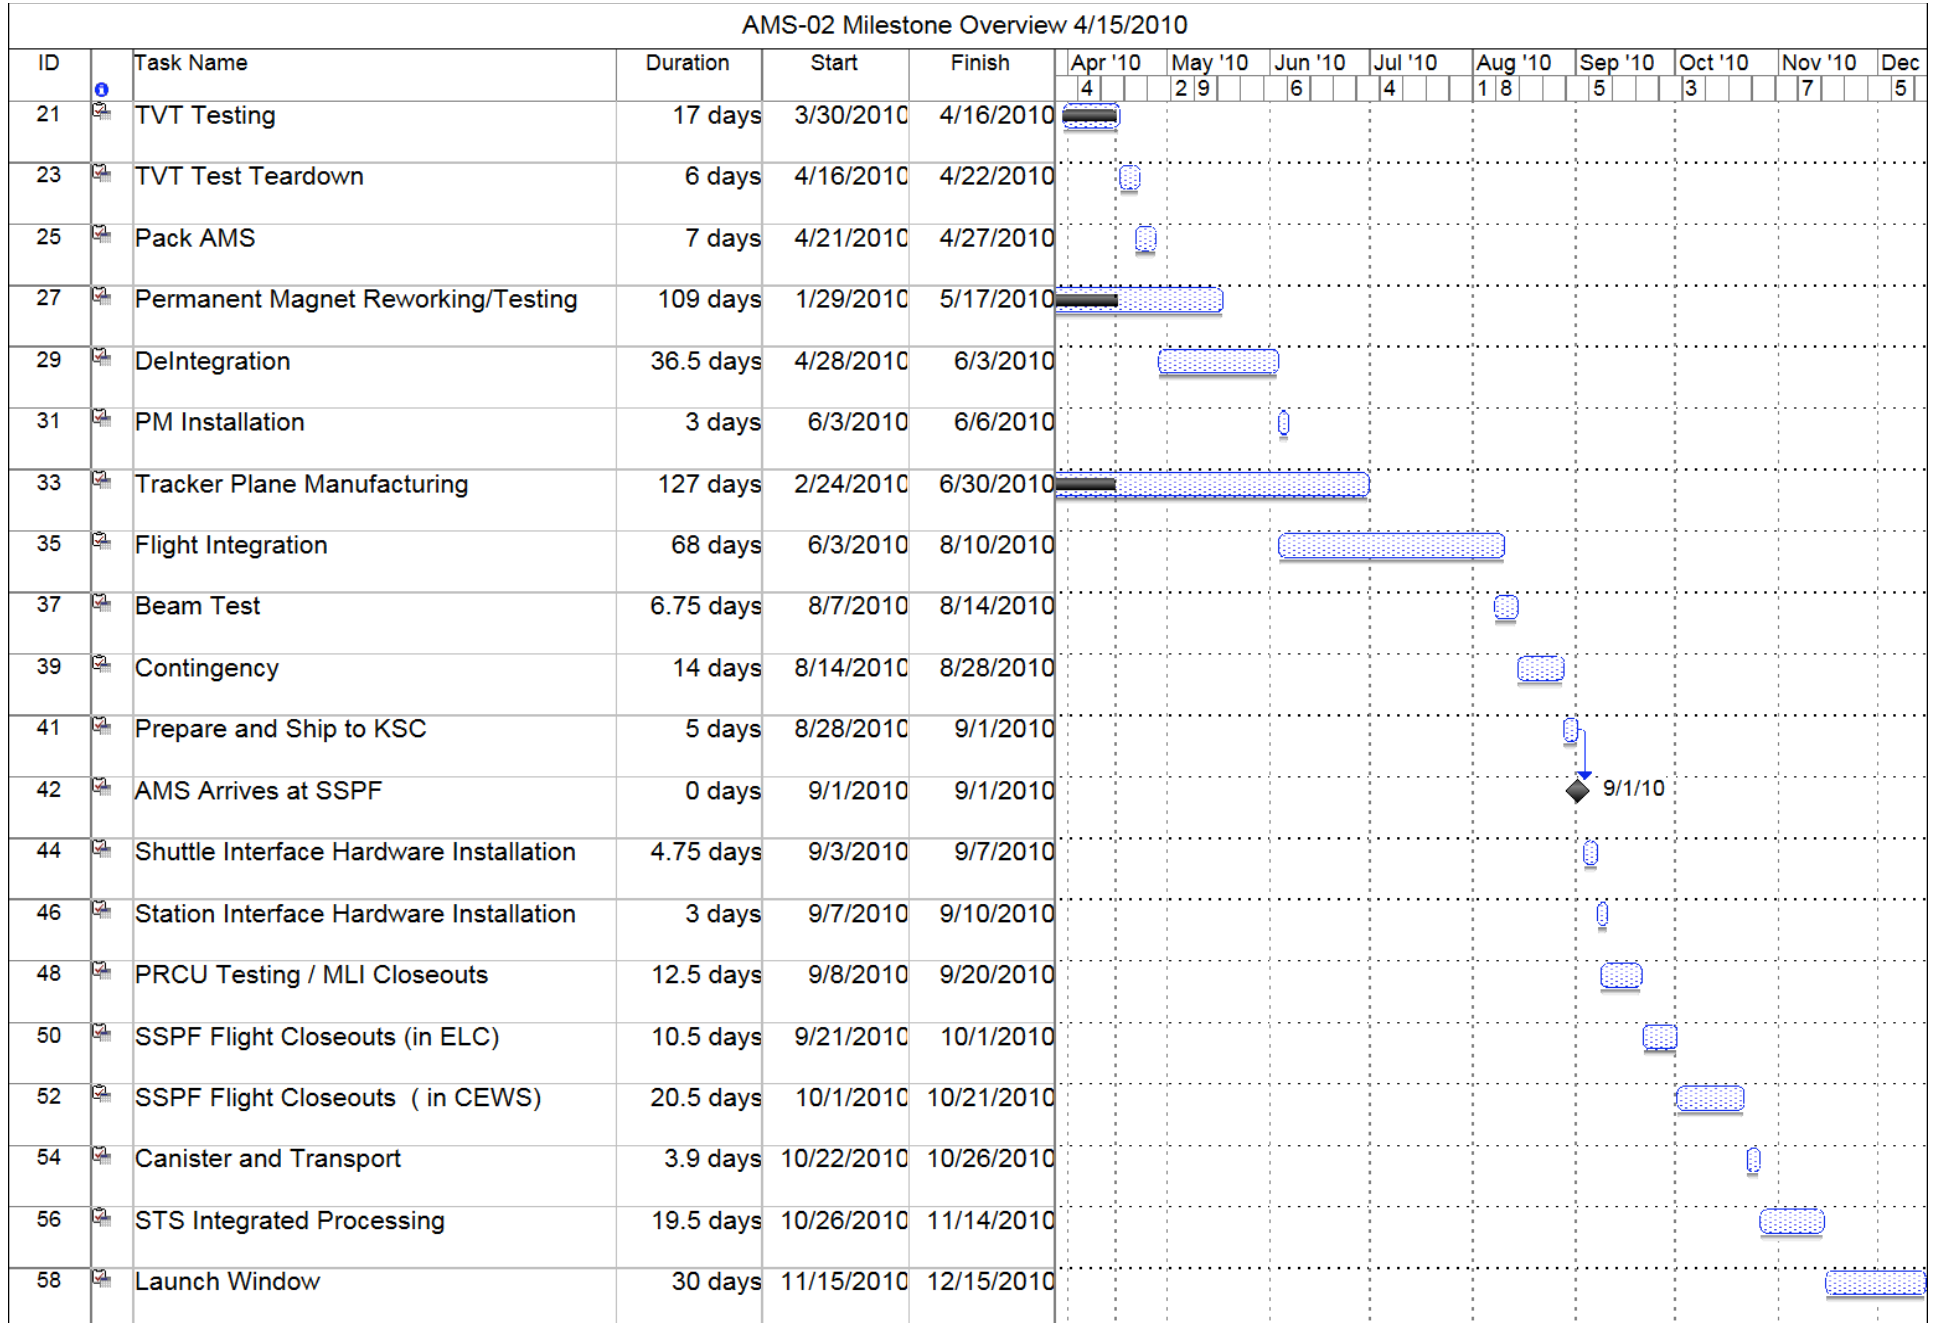 AMS-02 Milestone Overview 4/15/2010
ID Task Name Duration Start Finish Apr '10 May '10 Jun '10 Jul '10 Aug '10 Sep '10 Oct '10 Nov '10 Dec
4 2 9 6 4 1 8 5 3 7 5
21 TVT Testing 17 days 3/30/2010 4/16/2010
23 TVT Test Teardown 6 days 4/16/2010 4/22/2010
25 Pack AMS 7 days 4/21/2010 4/27/2010
27 Permanent Magnet Reworking/Testing 109 days 1/29/2010 5/17/2010
29 DeIntegration 36.5 days 4/28/2010 6/3/2010
31 PM Installation 3 days 6/3/2010 6/6/2010
33 Tracker Plane Manufacturing 127 days 2/24/2010 6/30/2010
35 Flight Integration 68 days 6/3/2010 8/10/2010
37 Beam Test 6.75 days 8/7/2010 8/14/2010
39 Contingency 14 days 8/14/2010 8/28/2010
41 Prepare and Ship to KSC 5 days 8/28/2010 9/1/2010
42 AMS Arrives at SSPF 0 days 9/1/2010 9/1/2010 9/1/10
44 Shuttle Interface Hardware Installation 4.75 days 9/3/2010 9/7/2010
46 Station Interface Hardware Installation 3 days 9/7/2010 9/10/2010
48 PRCU Testing / MLI Closeouts 12.5 days 9/8/2010 9/20/2010
50 SSPF Flight Closeouts (in ELC) 10.5 days 9/21/2010 10/1/2010
52 SSPF Flight Closeouts ( in CEWS) 20.5 days 10/1/2010 10/21/2010
54 Canister and Transport 3.9 days 10/22/2010 10/26/2010
56 STS Integrated Processing 19.5 days 10/26/2010 11/14/2010
58 Launch Window 30 days 11/15/2010 12/15/2010